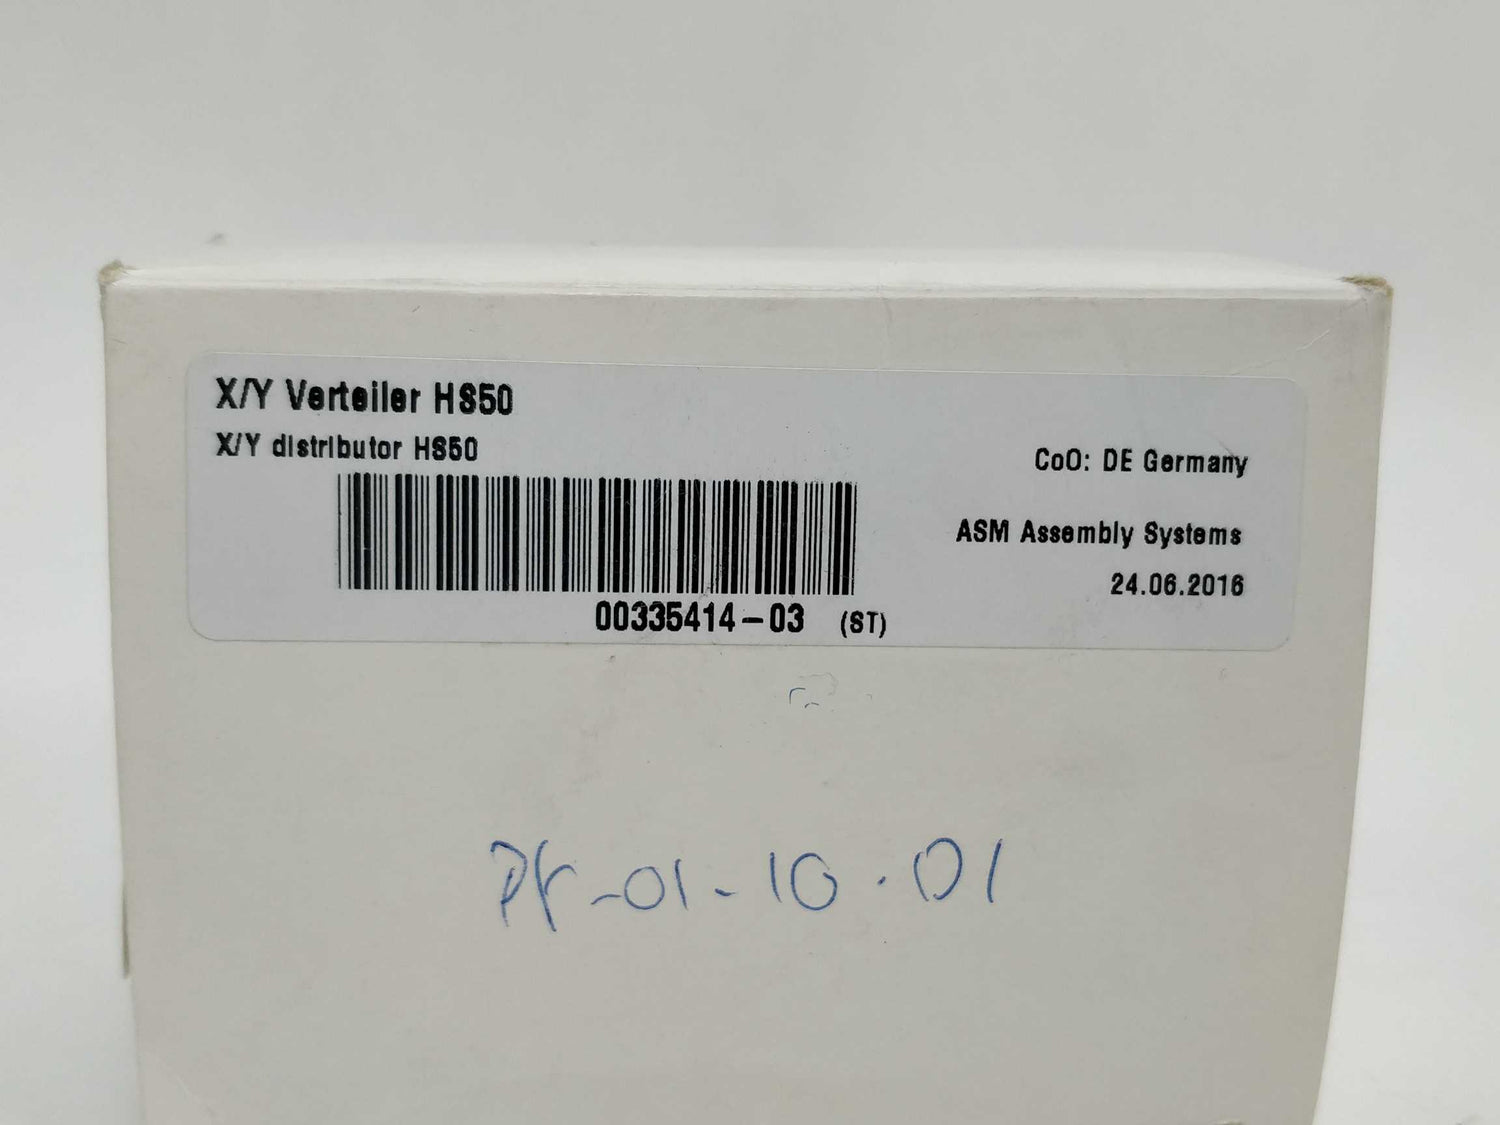 X/Y Verteiler HS50
X/Y distributor HS50
CoO: DE Germany
ASM Assembly Systems
24.06.2016
00335414-03 (ST)
-01-10.01